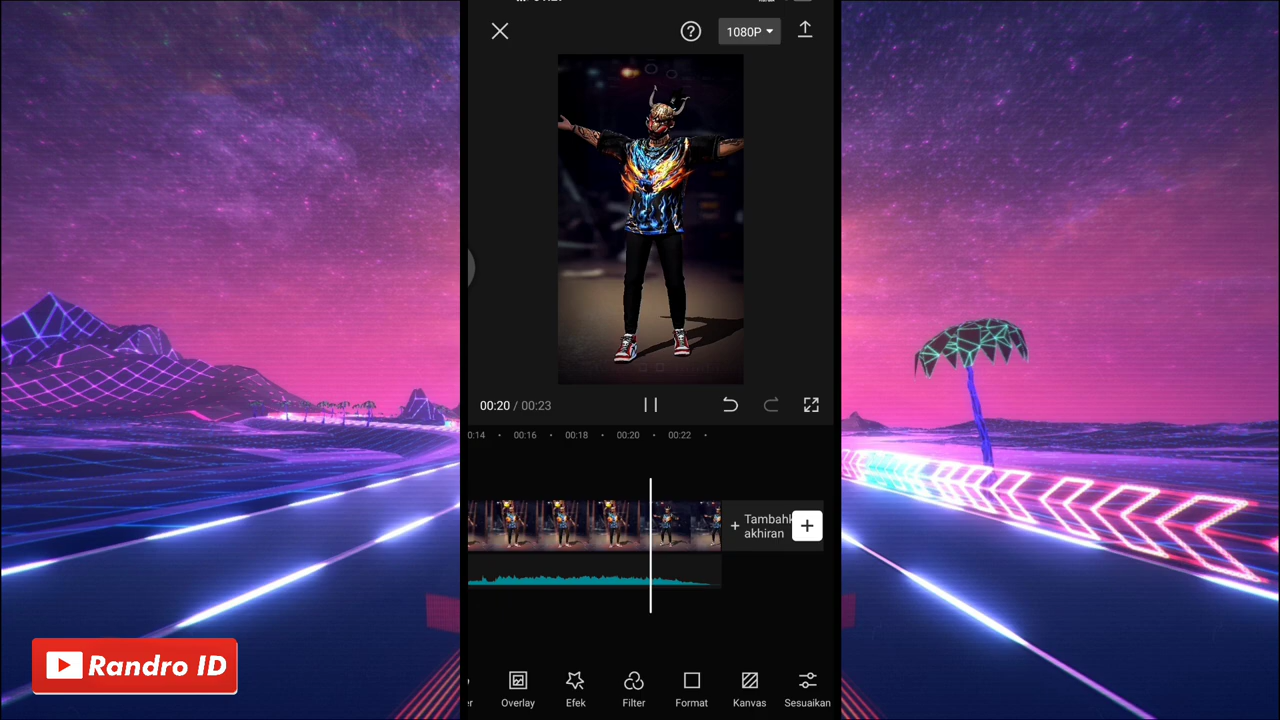 1080P
00:20 / 00:23
0:14 00:16 00:18 00:20 00:22
+ Tambahk
akhiran
Overlay
Efek
Filter
Format
Kanvas
Sesuaikan
Randro ID